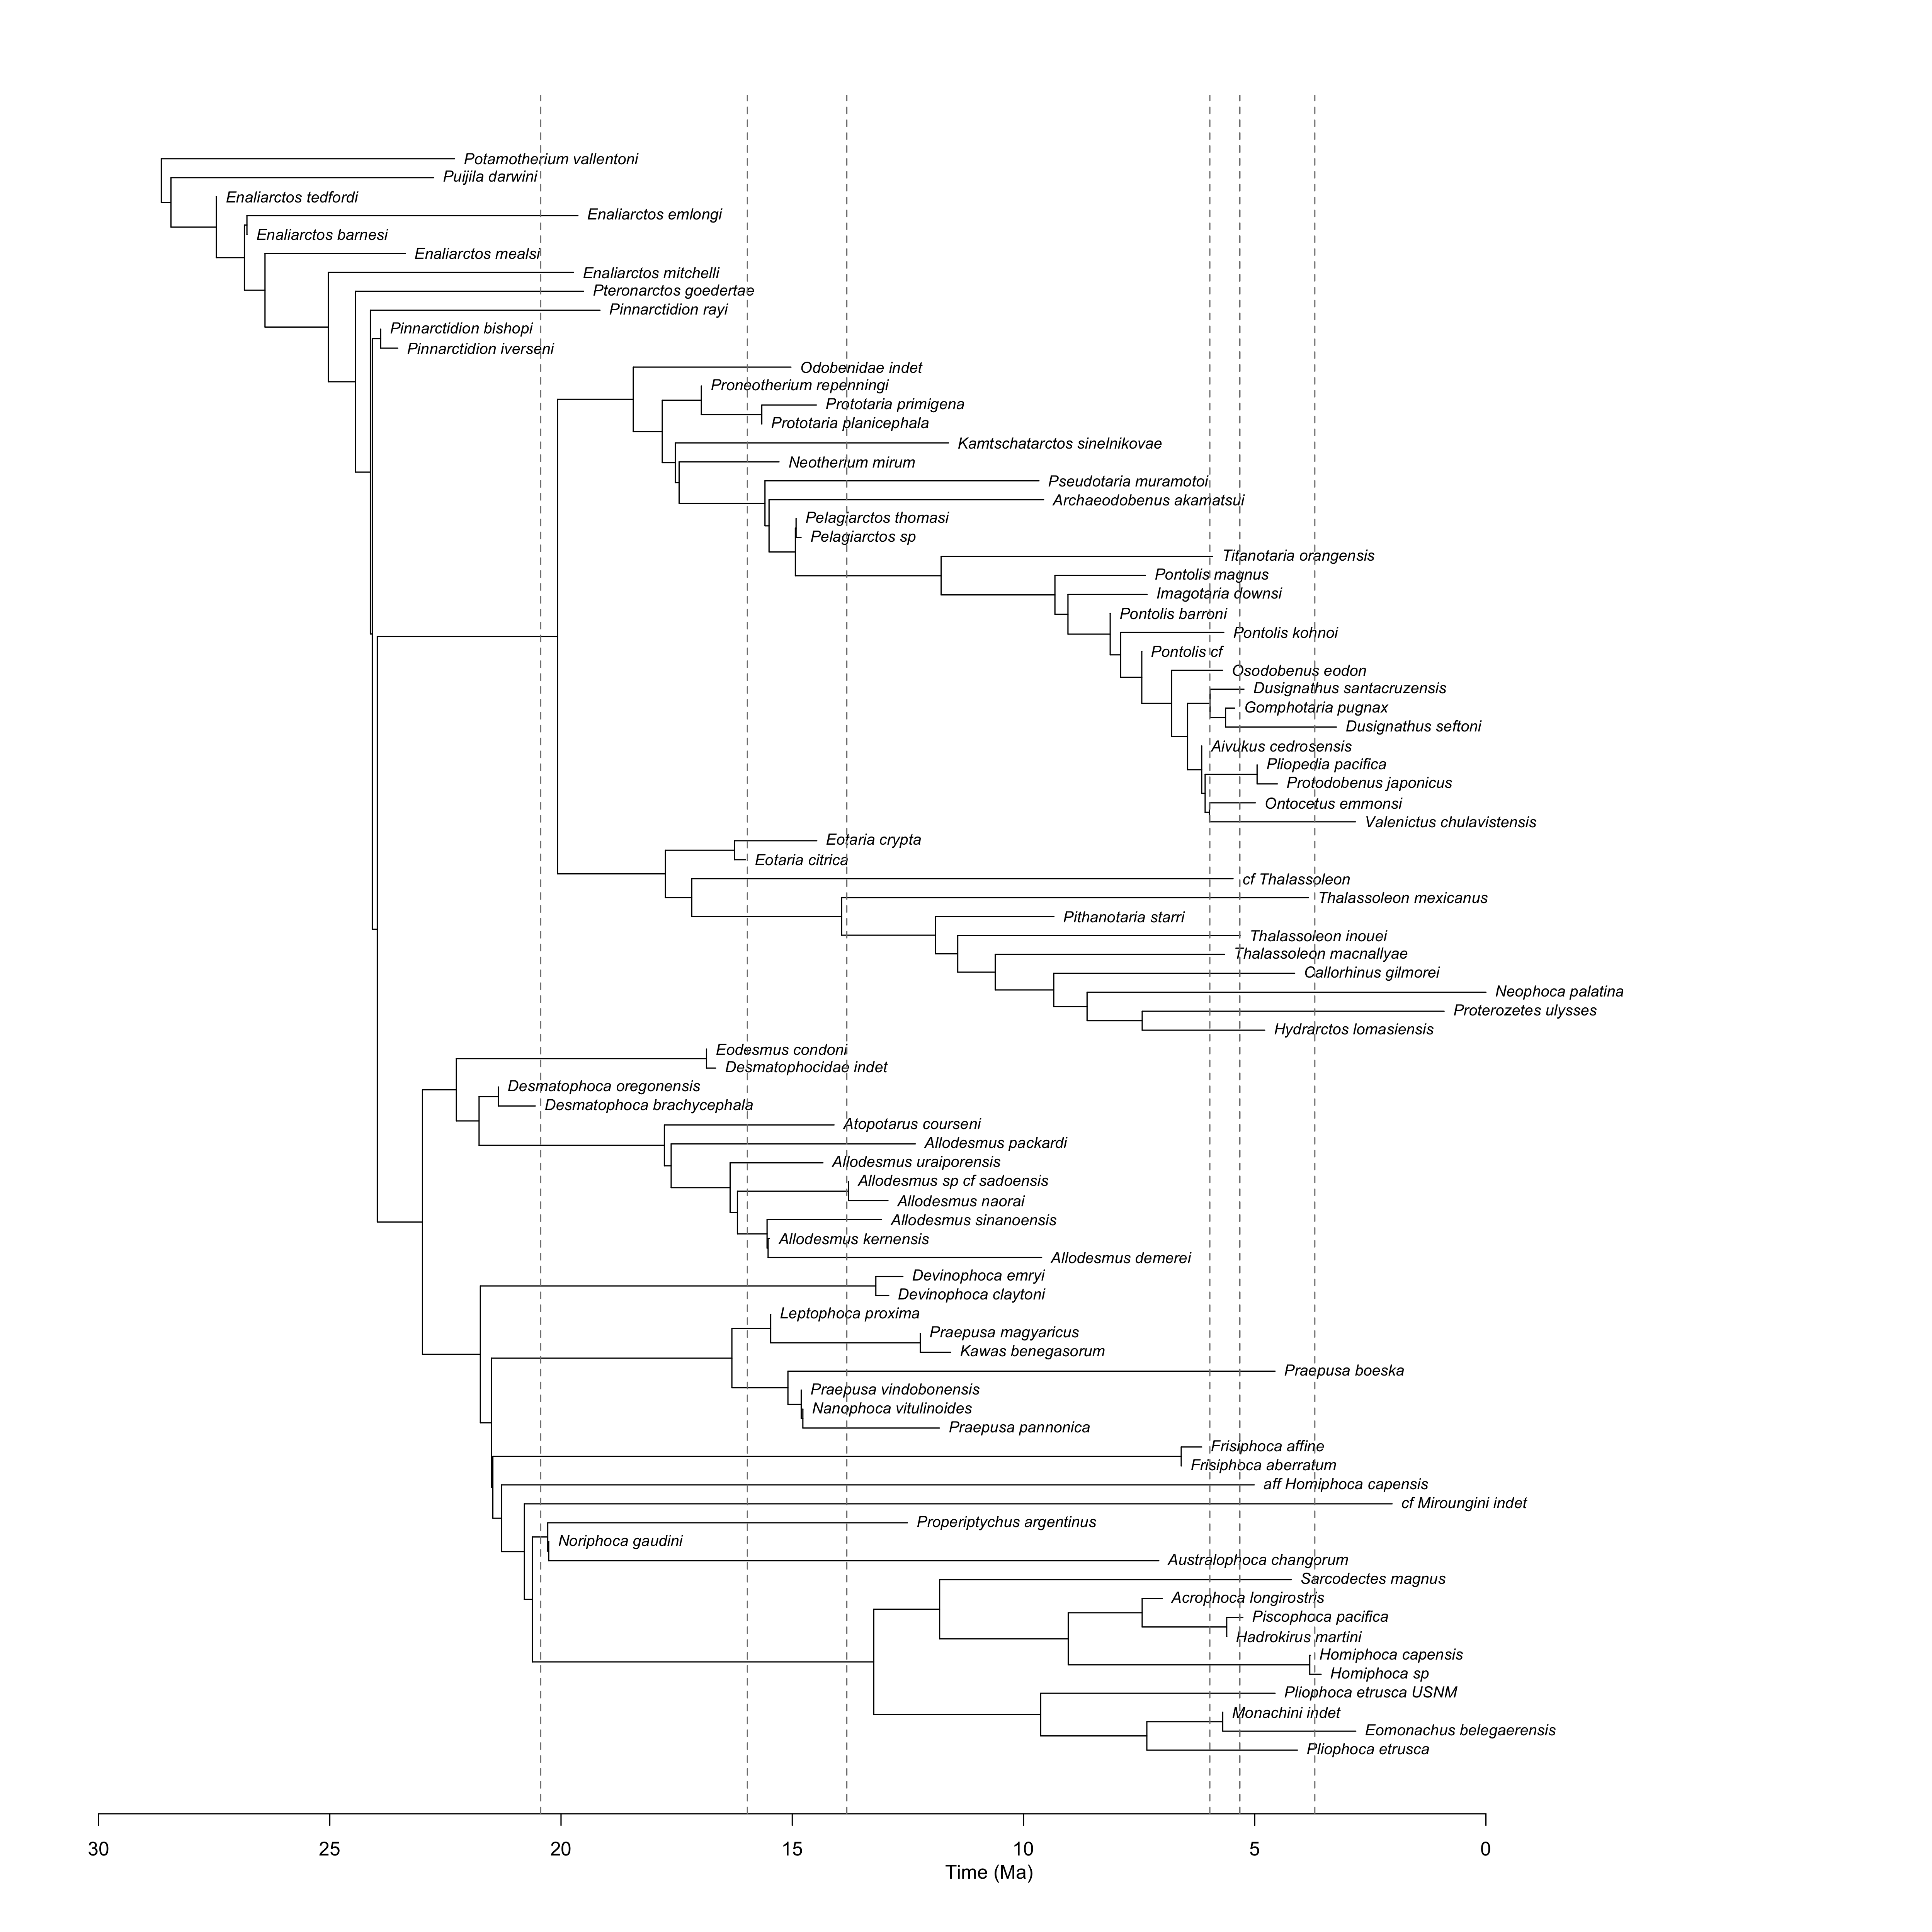 Potamotherium vallentoni
Puijila darwini
Enaliarctos tedfordi
Enaliarctos emlongi
Enaliarctos barnesi
Enaliarctos mealsi
Enaliarctos mitchelli
Pteronarctos goedertae
Pinnarctidion rayi
Pinnarctidion bishopi
Pinnarctidion iverseni
Odobenidae indet
Proneotherium repenningi
Prototaria primigena
Prototaria planicephala
Kamtschatarctos sinelnikovae
Neotherium mirum
Pseudotaria muramotoi
Archaeodobenus akamatsui
Pelagiarctos thomasi
Pelagiarctos sp
Titanotaria orangensis
Pontolis magnus
Imagotaria downsi
Pontolis barroni
Pontolis kohnoi
Pontolis cf
Osodobenus eodon
Dusignathus santacruzensis
Gomphotaria pugnax
Dusignathus seftoni
Aivukus cedrosensis
Pliopedia pacifica
Protodobenus japonicus
Ontocetus emmonsi
Valenictus chulavistensis
Eotaria crypta
Eotaria citrica
cf Thalassoleon
Thalassoleon mexicanus
Pithanotaria starri
Thalassoleon inouei
Thalassoleon macnallyae
Callorhinus gilmorei
Neophoca palatina
Proterozetes ulysses
Hydrarctos lomasiensis
Eodesmus condoni
Desmatophocidae indet
Desmatophoca oregonensis
Desmatophoca brachycephala
Atopotarus courseni
Allodesmus packardi
Allodesmus uraiporensis
Allodesmus sp cf sadoensis
Allodesmus naorai
Allodesmus sinanoensis
Allodesmus kernensis
Allodesmus demerei
Devinophoca emryi
Devinophoca claytoni
Leptophoca proxima
Praepusa magyaricus
Kawas benegasorum
Praepusa boeska
Praepusa vindobonensis
Nanophoca vitulinoides
Praepusa pannonica
Frisiphoca affine
Frisiphoca aberratum
aff Homiphoca capensis
cf Miroungini indet
Properiptychus argentinus
Noriphoca gaudini
Australophoca changorum
Sarcodectes magnus
Acrophoca longirostris
Piscophoca pacifica
Hadrokirus martini
Homiphoca capensis
Homiphoca sp
Pliophoca etrusca USNM
Monachini indet
Eomonachus belegaerensis
Pliophoca etrusca
30 25 20 15 10 5 0
Time (Ma)